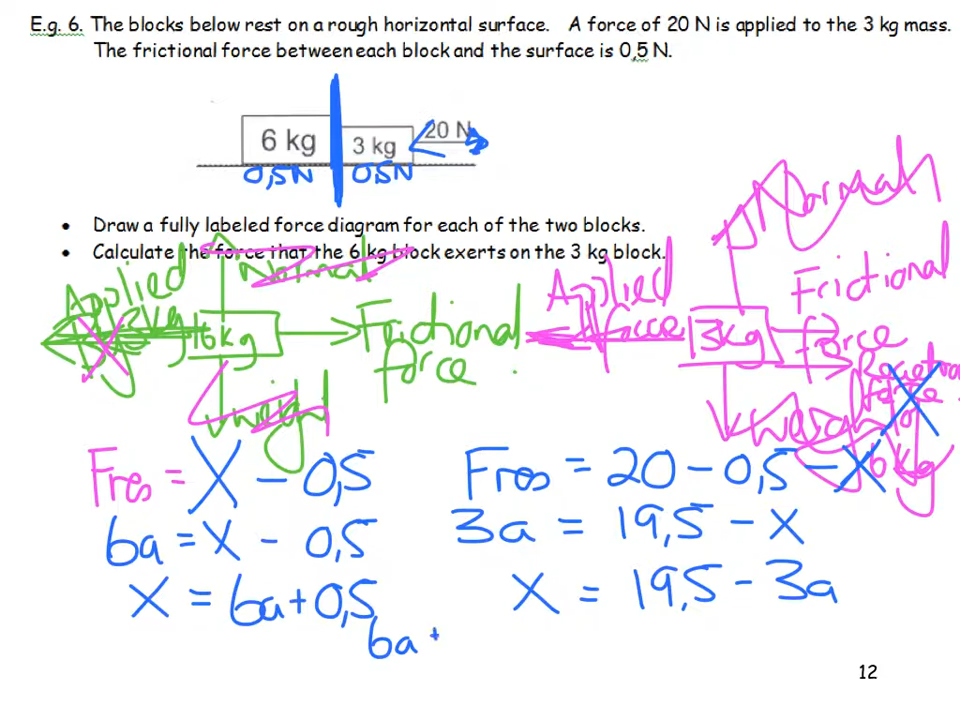 E.g. 6. The blocks below rest on a rough horizontal surface. A force of 20 N is applied to the 3 kg mass.
The frictional force between each block and the surface is 0,5 N.
6 kg
3 kg
20 N
0,5N
0,5N
• Draw a fully labeled force diagram for each of the two blocks.
• Calculate the force that the 6 kg block exerts on the 3 kg block.
Normal
Applied
6kg
Frictional
force
weight
Normal
Applied
force
3kg
Frictional
force
Weight
6kg
Fres = X - 0,5
6a = X - 0,5
X = 6a + 0,5
6a +
Fres = 20 - 0,5 - X
3a = 19,5 - X
X = 19,5 - 3a
12